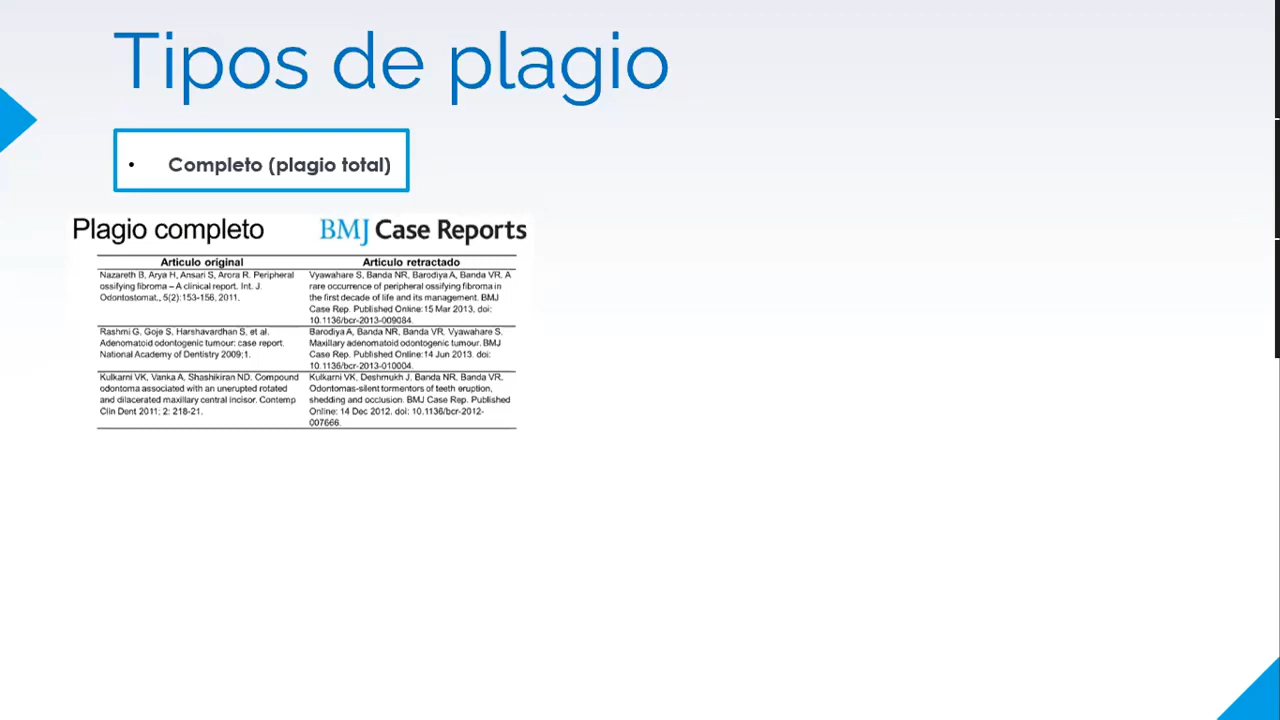 Tipos de plagio
• Completo (plagio total)
Plagio completo
BMJ Case Reports
Articulo original
Articulo retractado
Nazareth B, Arya H, Ansari S, Arora R. Peripheral
ossifying fibroma – A clinical report. Int. J.
Odontostomat., 5(2):153-156, 2011.
Vyawahare S, Banda NR, Barodiya A, Banda VR. A
rare occurrence of peripheral ossifying fibroma in
the first decade of life and its management. BMJ
Case Rep. Published Online:15 Mar 2013, doi:
10.1136/bcr-2013-009084.
Rashmi G, Goje S, Harshavardhan S, et al.
Adenomatoid odontogenic tumour: case report.
National Academy of Dentistry 2009;1.
Barodiya A, Banda NR, Banda VR, Vyawahare S.
Maxillary adenomatoid odontogenic tumour. BMJ
Case Rep. Published Online:14 Jun 2013. doi:
10.1136/bcr-2013-010004.
Kulkarni VK, Vanka A, Shashikiran ND. Compound
odontoma associated with an unerupted rotated
and dilacerated maxillary central incisor. Contemp
Clin Dent 2011; 2: 218-21.
Kulkarni VK, Deshmukh J, Banda NR, Banda VR.
Odontomas-silent tormentors of teeth eruption,
shedding and occlusion. BMJ Case Rep. Published
Online: 14 Dec 2012. doi: 10.1136/bcr-2012-
007666.